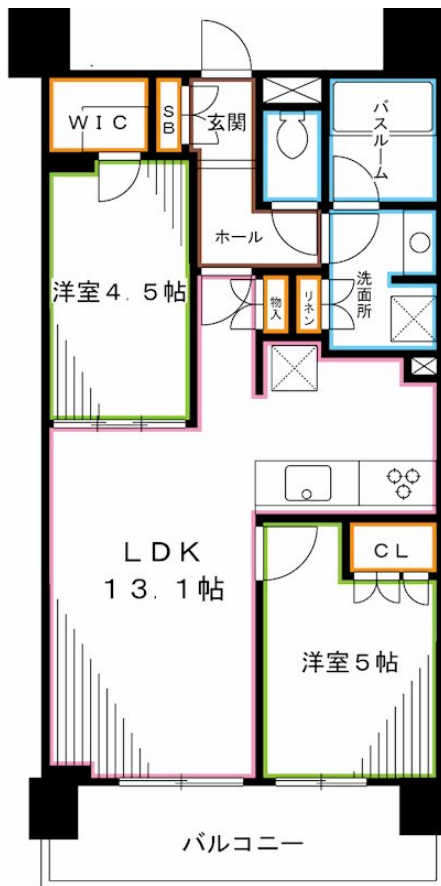 WIC
SB
玄関
バスルーム
ホール
洗面所
洋室4.5帖
物入
リネン
LDK
13.1帖
CL
洋室5帖
バルコニー